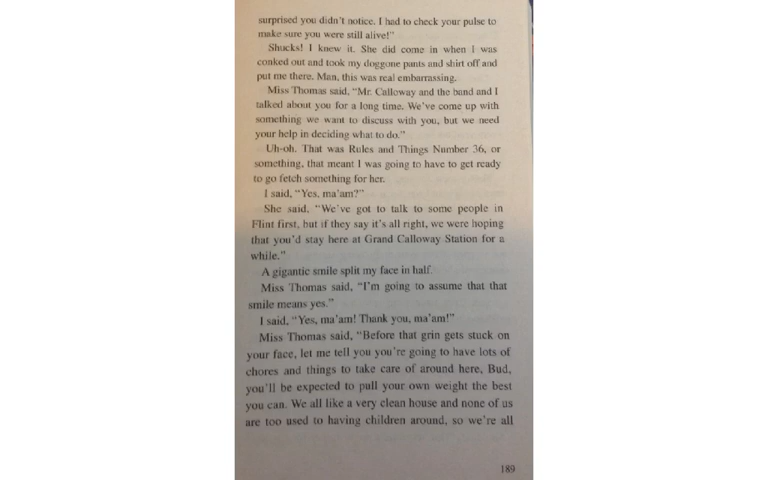 surprised you didn't notice. I had to check your pulse to
make sure you were still alive!"
Shucks! I knew it. She did come in when I was
conked out and took my doggone pants and shirt off and
put me there. Man, this was real embarrassing.
Miss Thomas said, "Mr. Calloway and the band and I
talked about you for a long time. We've come up with
something we want to discuss with you, but we need
your help in deciding what to do."
Uh-oh. That was Rules and Things Number 36, or
something, that meant I was going to have to get ready
to go fetch something for her.
I said, "Yes, ma'am?"
She said, "We've got to talk to some people in
Flint first, but if they say it's all right, we were hoping
that you'd stay here at Grand Calloway Station for a
while."
A gigantic smile split my face in half.
Miss Thomas said, "I'm going to assume that that
smile means yes."
I said, "Yes, ma'am! Thank you, ma'am!"
Miss Thomas said, "Before that grin gets stuck on
your face, let me tell you you're going to have lots of
chores and things to take care of around here, Bud,
you'll be expected to pull your own weight the best
you can. We all like a very clean house and none of us
are too used to having children around, so we're all
189